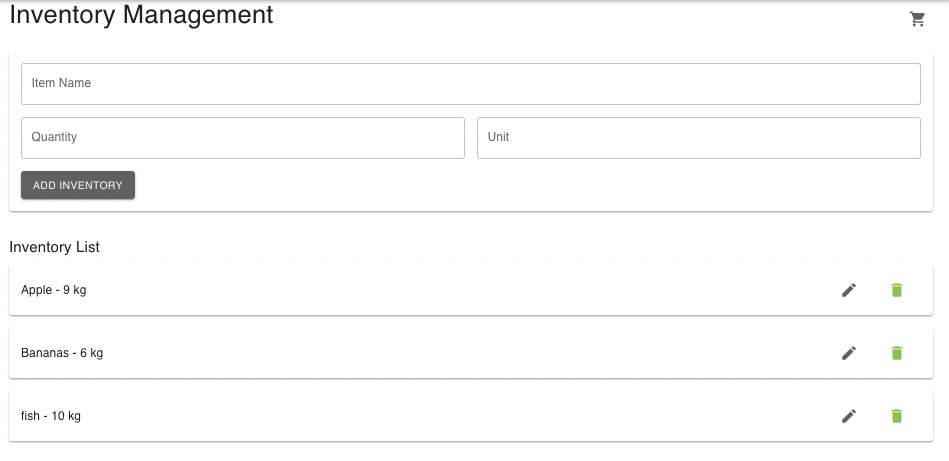 Inventory Management
Item Name
Quantity
Unit
ADD INVENTORY
Inventory List
Apple - 9 kg
Bananas - 6 kg
fish - 10 kg